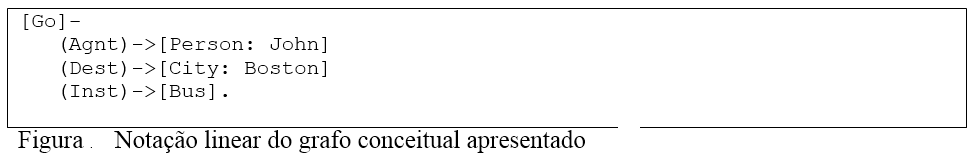 [Go]-
(Agnt)->[Person: John]
(Dest)->[City: Boston]
(Inst)->[Bus].
Figura . Notação linear do grafo conceitual apresentado